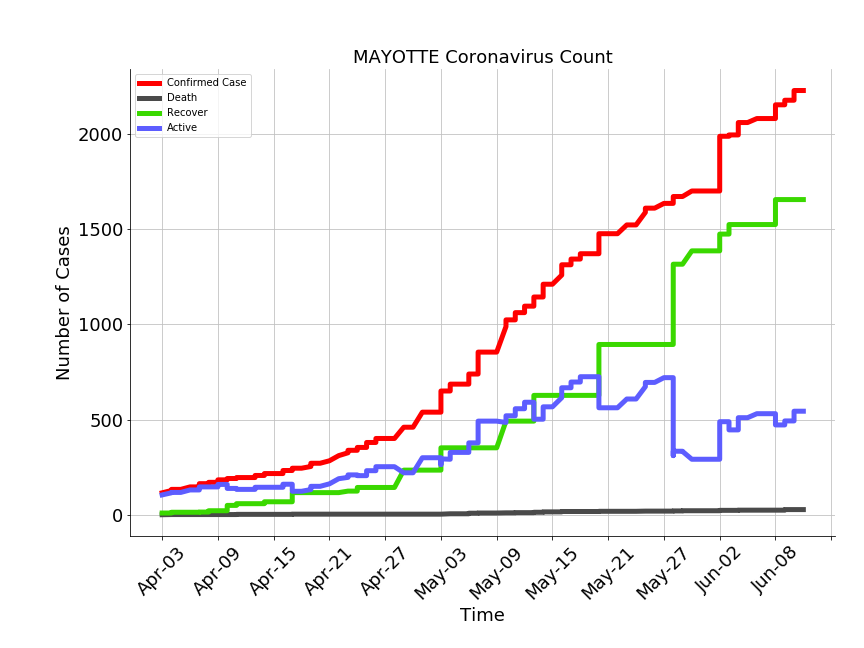 MAYOTTE Coronavirus Count
Confirmed Case
Death
Recover
Active
Number of Cases
2000
1500
1000
500
0
Apr-03
Apr-09
Apr-15
Apr-21
Apr-27
May-03
May-09
May-15
May-21
May-27
Jun-02
Jun-08
Time